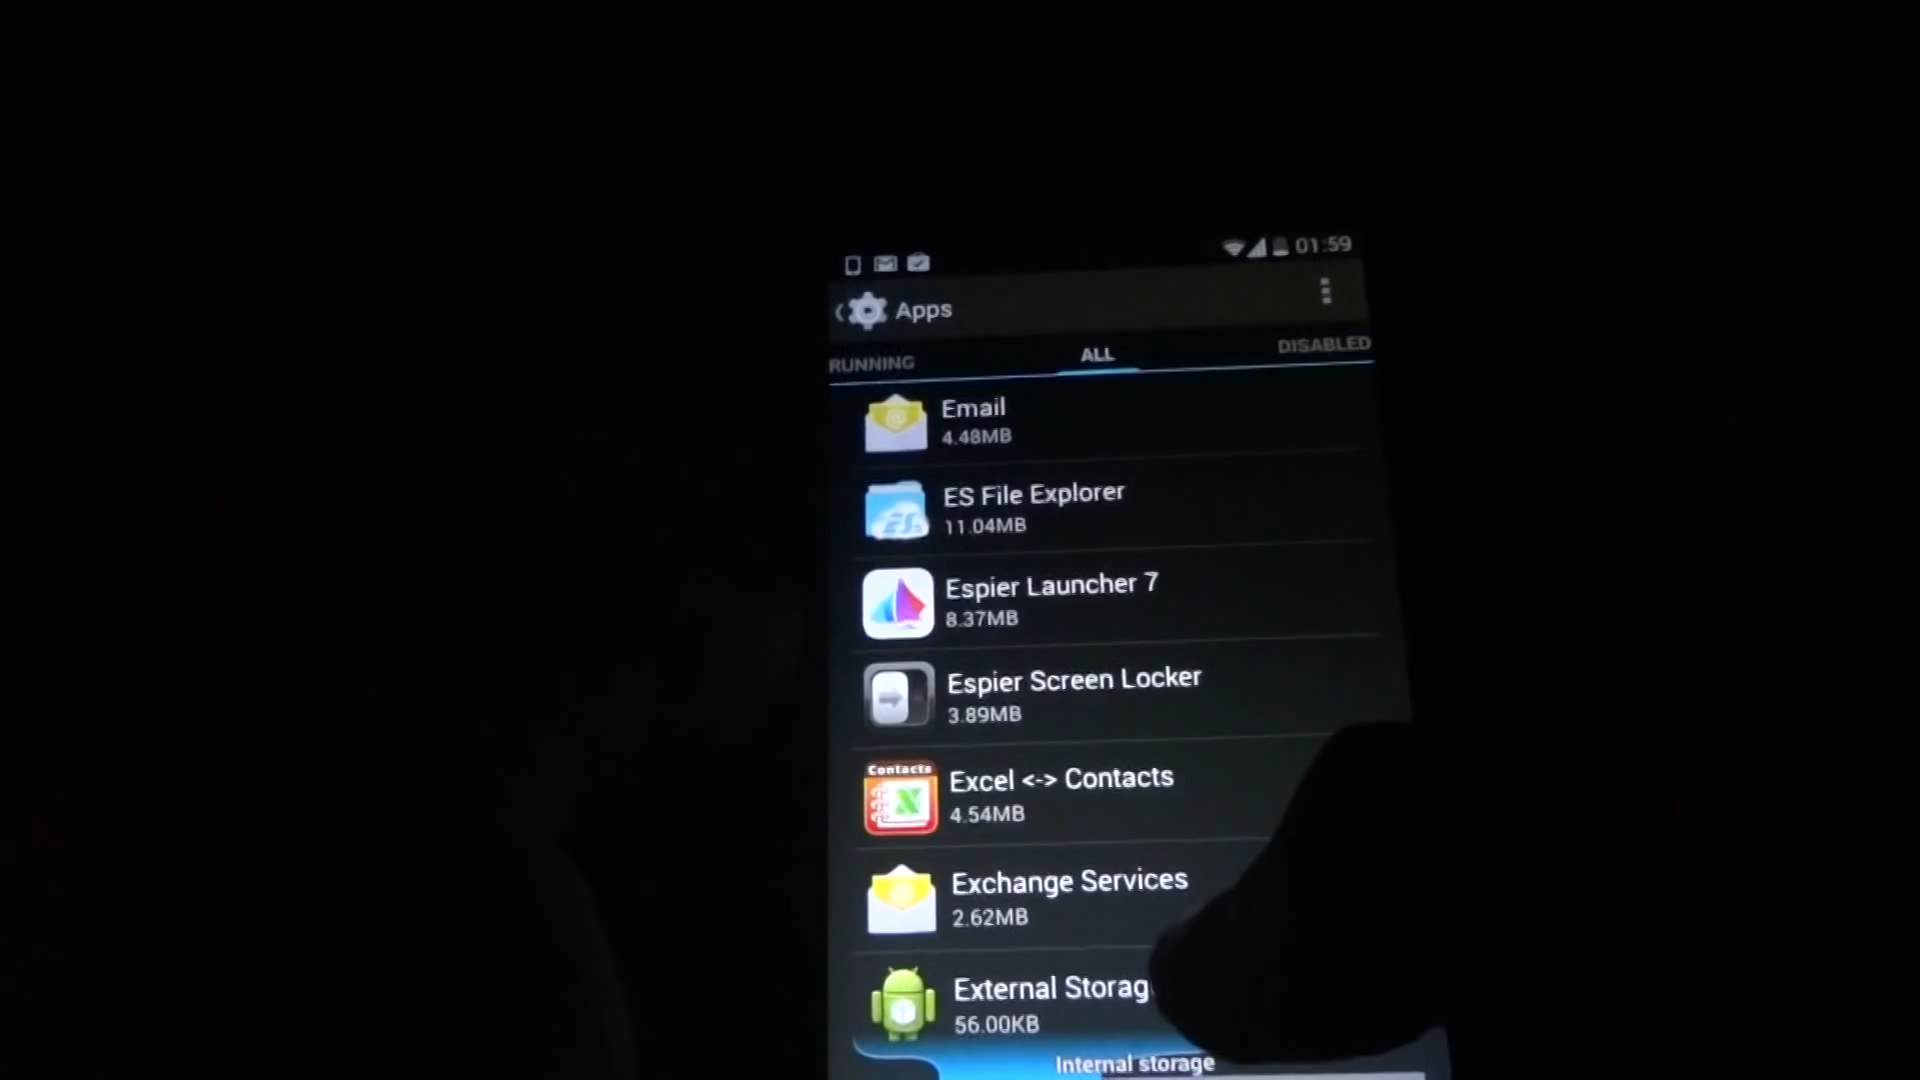 01:59
Apps
RUNNING
ALL
DISABLED
Email
4.48MB
ES File Explorer
11.04MB
Espier Launcher 7
8.37MB
Espier Screen Locker
3.89MB
Contacts
Excel <-> Contacts
4.54MB
Exchange Services
2.62MB
External Storag
56.00KB
Internal storage